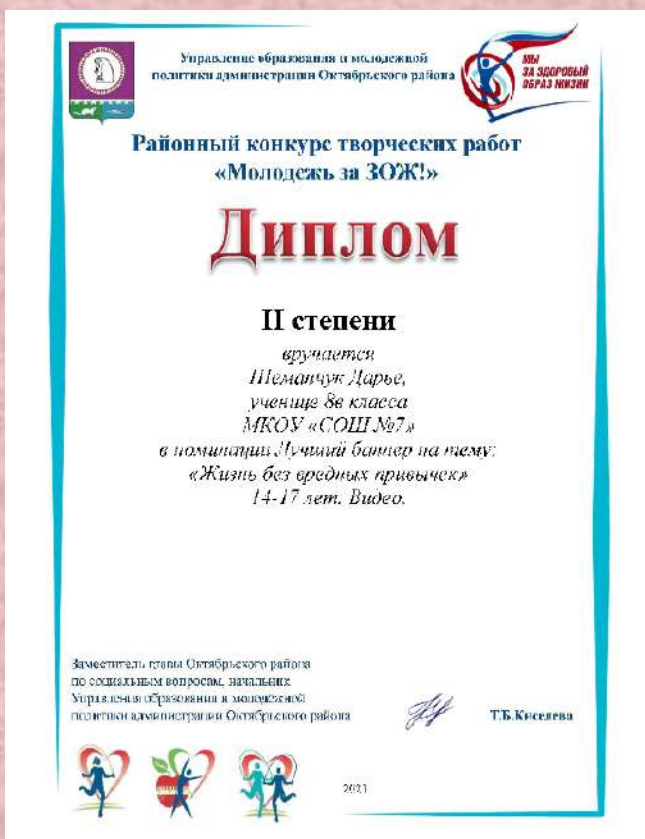 Управление образования и молодежной
политики администрации Октябрьского района
МЫ
ЗА ЗДОРОВЫЙ
ОБРАЗ ЖИЗНИ
Районный конкурс творческих работ
«Молодежь за ЗОЖ!»
Диплом
II степени
вручается
Шеманчук Дарье,
ученице 8в класса
МКОУ «СОШ №7»
в номинации Лучший баннер на тему:
«Жизнь без вредных привычек»
14-17 лет. Видео.
Заместитель главы Октябрьского района
по социальным вопросам, начальник
Управления образования и молодежной
политики администрации Октябрьского района
Т.Б.Киселева
2021